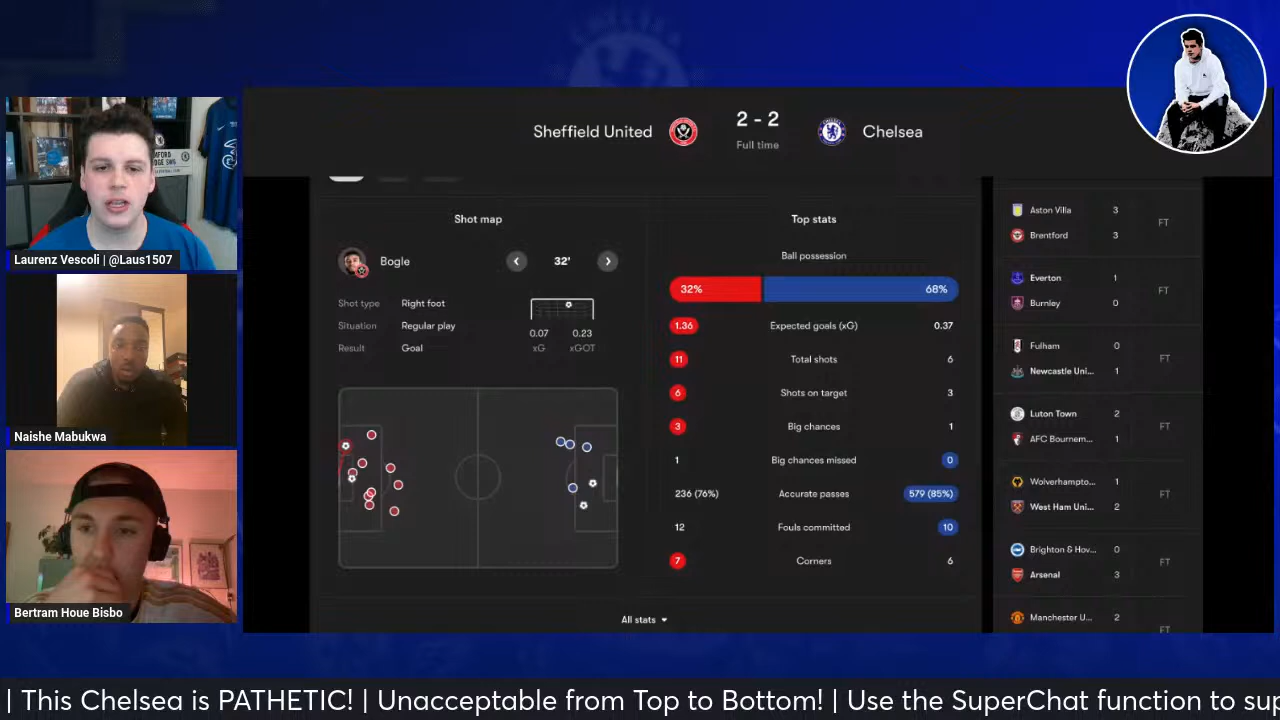 Sheffield United
2 - 2
Full time
Chelsea
Laurenz Vescoli | @Laus1507
Naishe Mabukwa
Bertram Houe Bisbo
Shot map
Bogle
32'
Shot type Right foot
Situation Regular play
Result Goal
0.07 0.23
xG xGOT
Top stats
Ball possession
32% 68%
1.36 Expected goals (xG) 0.37
11 Total shots 6
6 Shots on target 3
3 Big chances 1
1 Big chances missed 0
236 (76%) Accurate passes 579 (85%)
12 Fouls committed 10
7 Corners 6
All stats
Aston Villa 3
Brentford 3
FT
Everton 1
Burnley 0
FT
Fulham 0
Newcastle Uni... 1
FT
Luton Town 2
AFC Bournem... 1
FT
Wolverhampto... 1
West Ham Uni... 2
FT
Brighton & Hov... 0
Arsenal 3
FT
Manchester U... 2
FT
| This Chelsea is PATHETIC! | Unacceptable from Top to Bottom! | Use the SuperChat function to sup